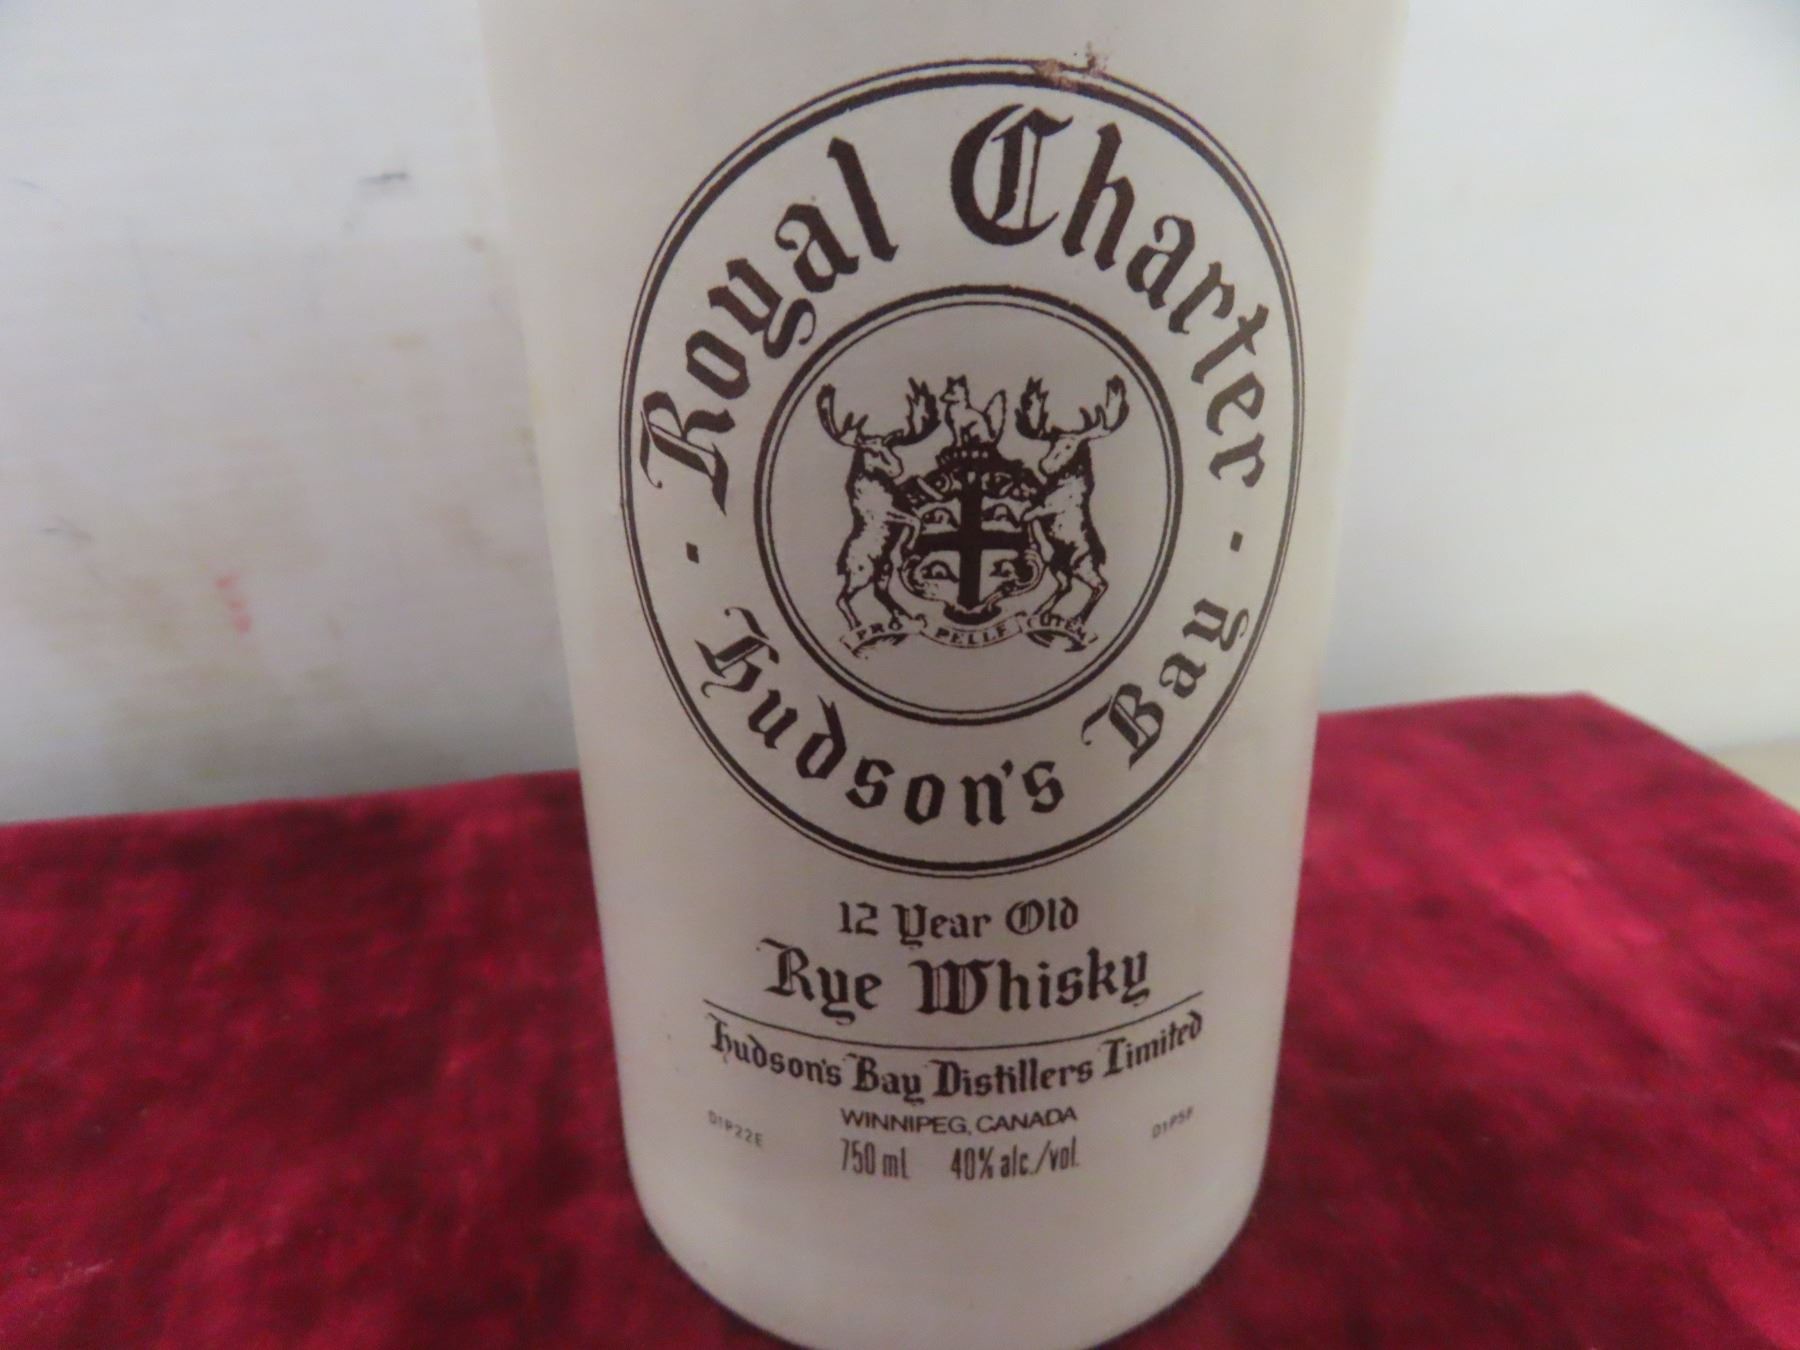 Royal Charter
PRO PELLE CUTEM
· Hudson's Bay ·
12 Year Old
Rye Whisky
Hudson's Bay Distillers Limited
WINNIPEG, CANADA
D1P22E D1P5F
750 ml 40% alc./vol.